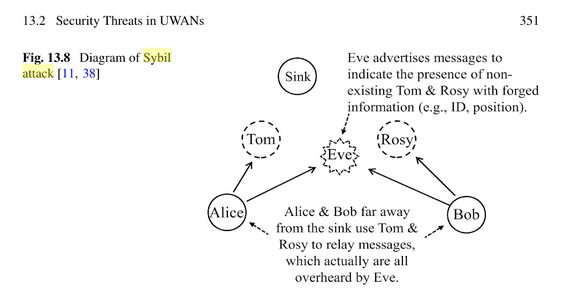 13.2 Security Threats in UWANs
351
Fig. 13.8 Diagram of Sybil
attack [11, 38]
Eve advertises messages to
indicate the presence of non-
existing Tom & Rosy with forged
information (e.g., ID, position).
Sink
Tom
Eve
Rosy
Alice
Bob
Alice & Bob far away
from the sink use Tom &
Rosy to relay messages,
which actually are all
overheard by Eve.